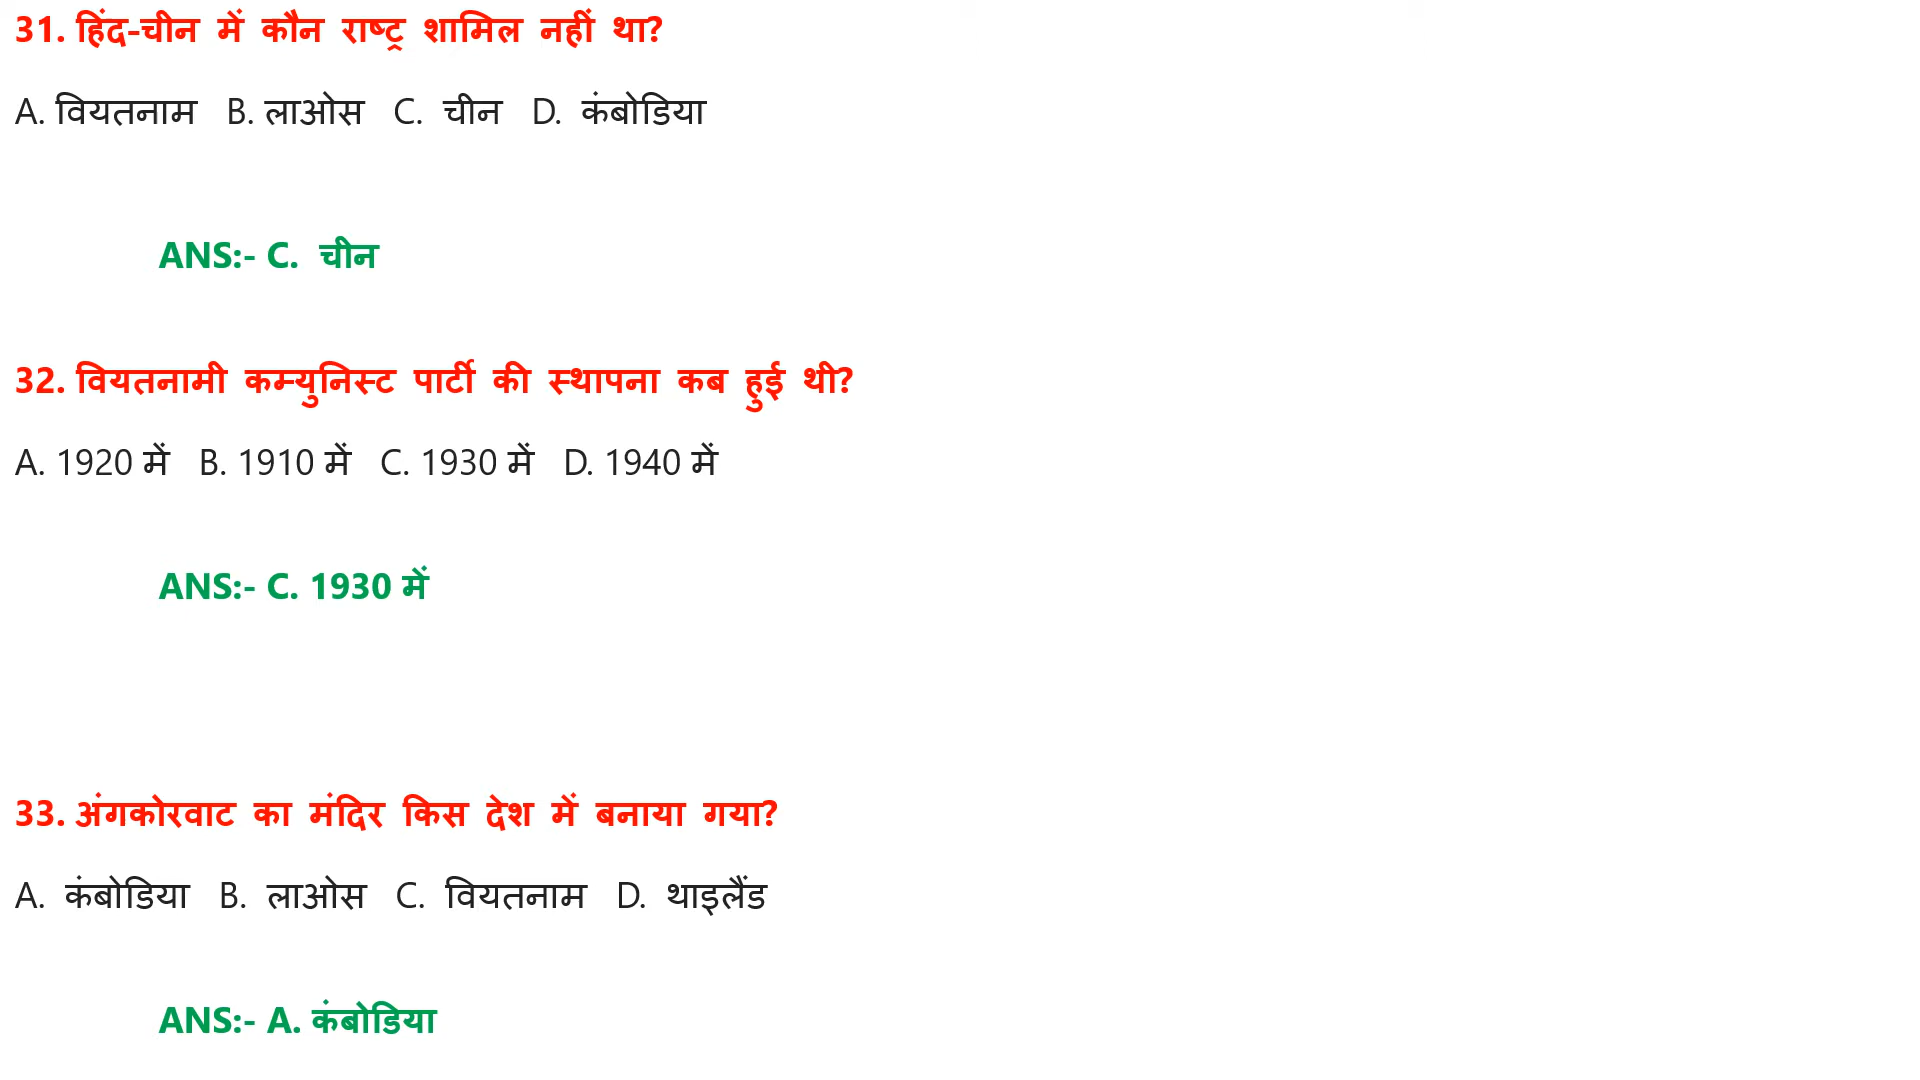 31. हिंद-चीन में कौन राष्ट्र शामिल नहीं था?
A. वियतनाम B. लाओस C. चीन D. कंबोडिया
ANS:- C. चीन
32. वियतनामी कम्युनिस्ट पार्टी की स्थापना कब हुई थी?
A. 1920 में B. 1910 में C. 1930 में D. 1940 में
ANS:- C. 1930 में
33. अंगकोरवाट का मंदिर किस देश में बनाया गया?
A. कंबोडिया B. लाओस C. वियतनाम D. थाइलैंड
ANS:- A. कंबोडिया